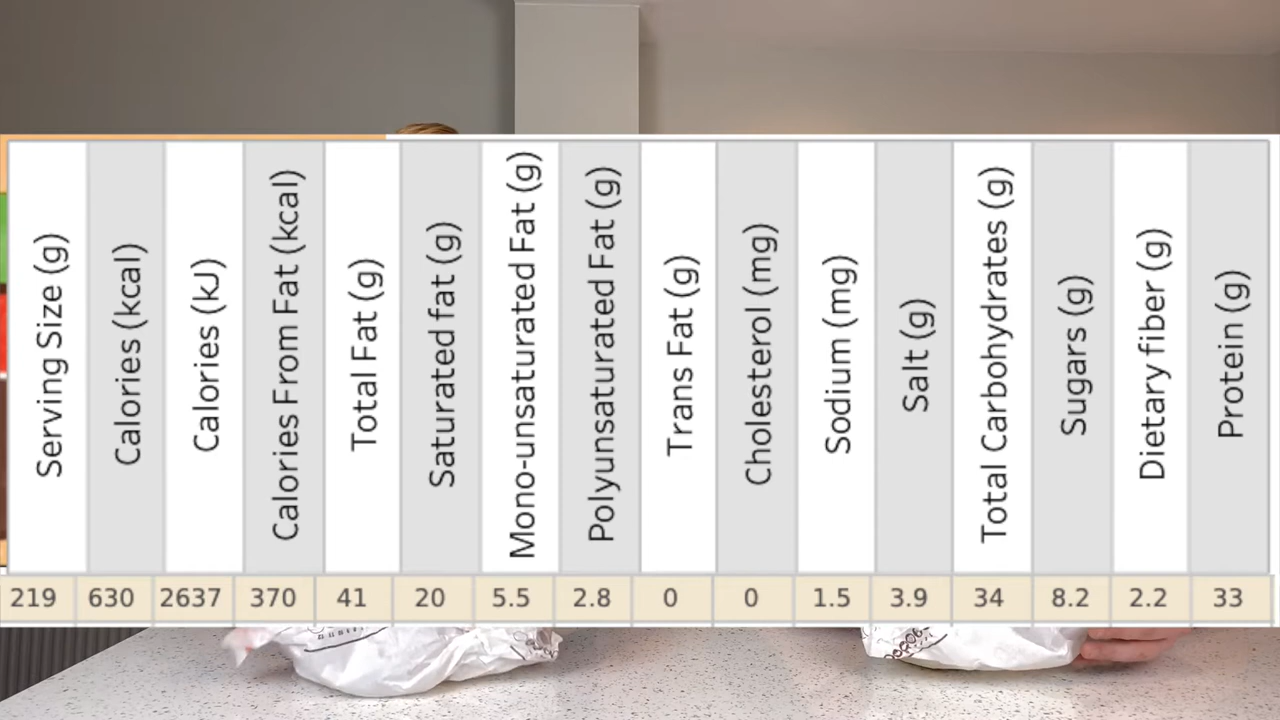 Serving Size (g)
Calories (kcal)
Calories (kJ)
Calories From Fat (kcal)
Total Fat (g)
Saturated fat (g)
Mono-unsaturated Fat (g)
Polyunsaturated Fat (g)
Trans Fat (g)
Cholesterol (mg)
Sodium (mg)
Salt (g)
Total Carbohydrates (g)
Sugars (g)
Dietary fiber (g)
Protein (g)
219 630 2637 370 41 20 5.5 2.8 0 0 1.5 3.9 34 8.2 2.2 33